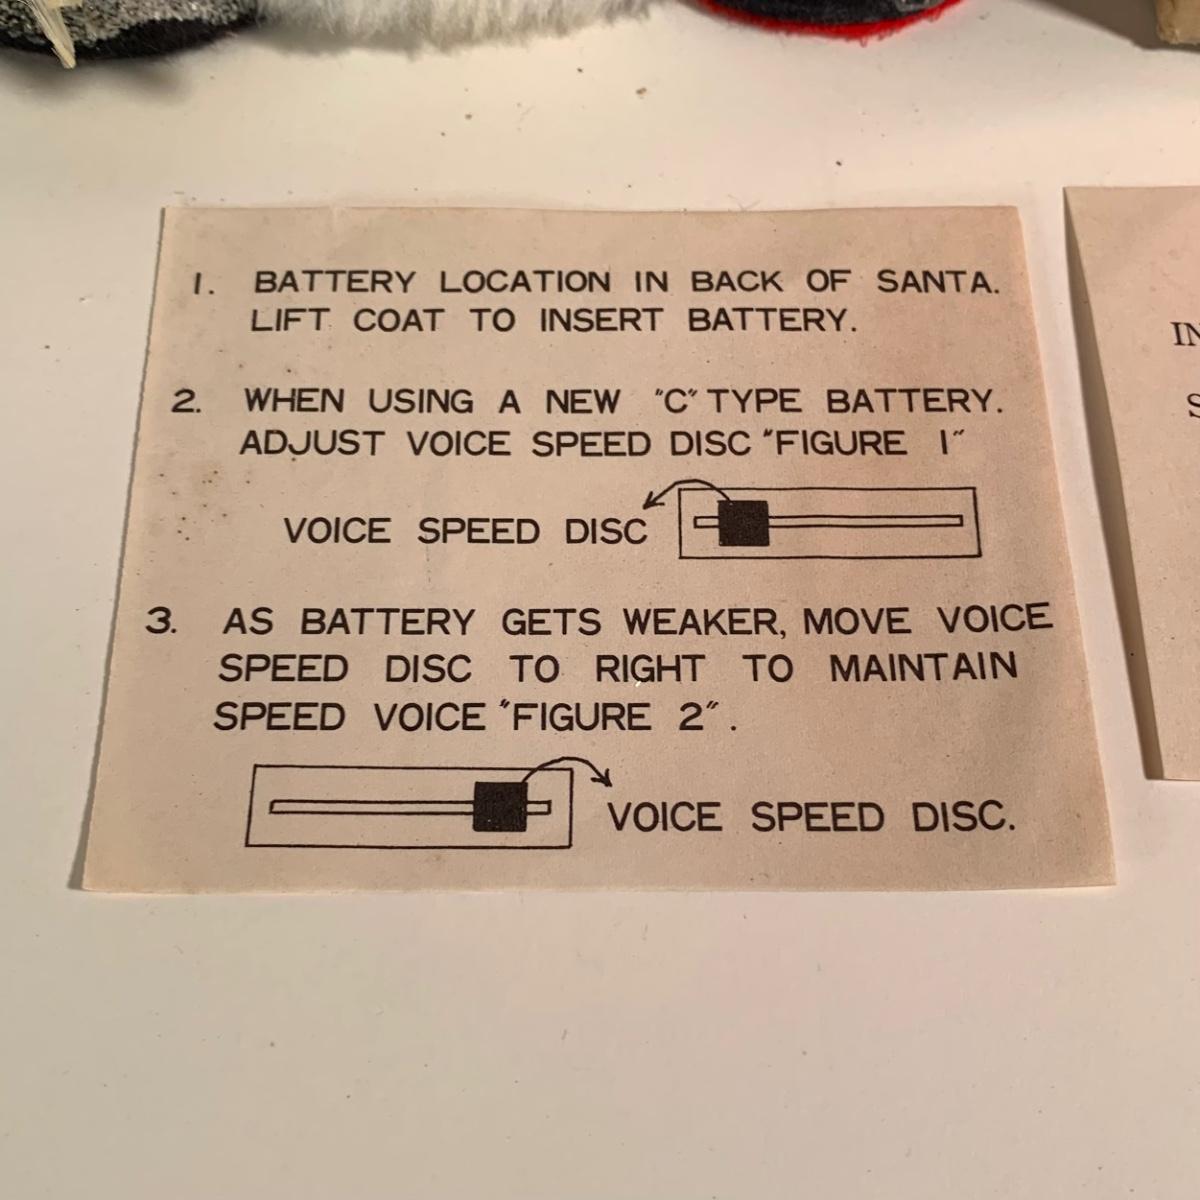 1. BATTERY LOCATION IN BACK OF SANTA.
LIFT COAT TO INSERT BATTERY.
2. WHEN USING A NEW "C" TYPE BATTERY.
ADJUST VOICE SPEED DISC "FIGURE 1"
VOICE SPEED DISC
3. AS BATTERY GETS WEAKER, MOVE VOICE
SPEED DISC TO RIGHT TO MAINTAIN
SPEED VOICE "FIGURE 2".
VOICE SPEED DISC.